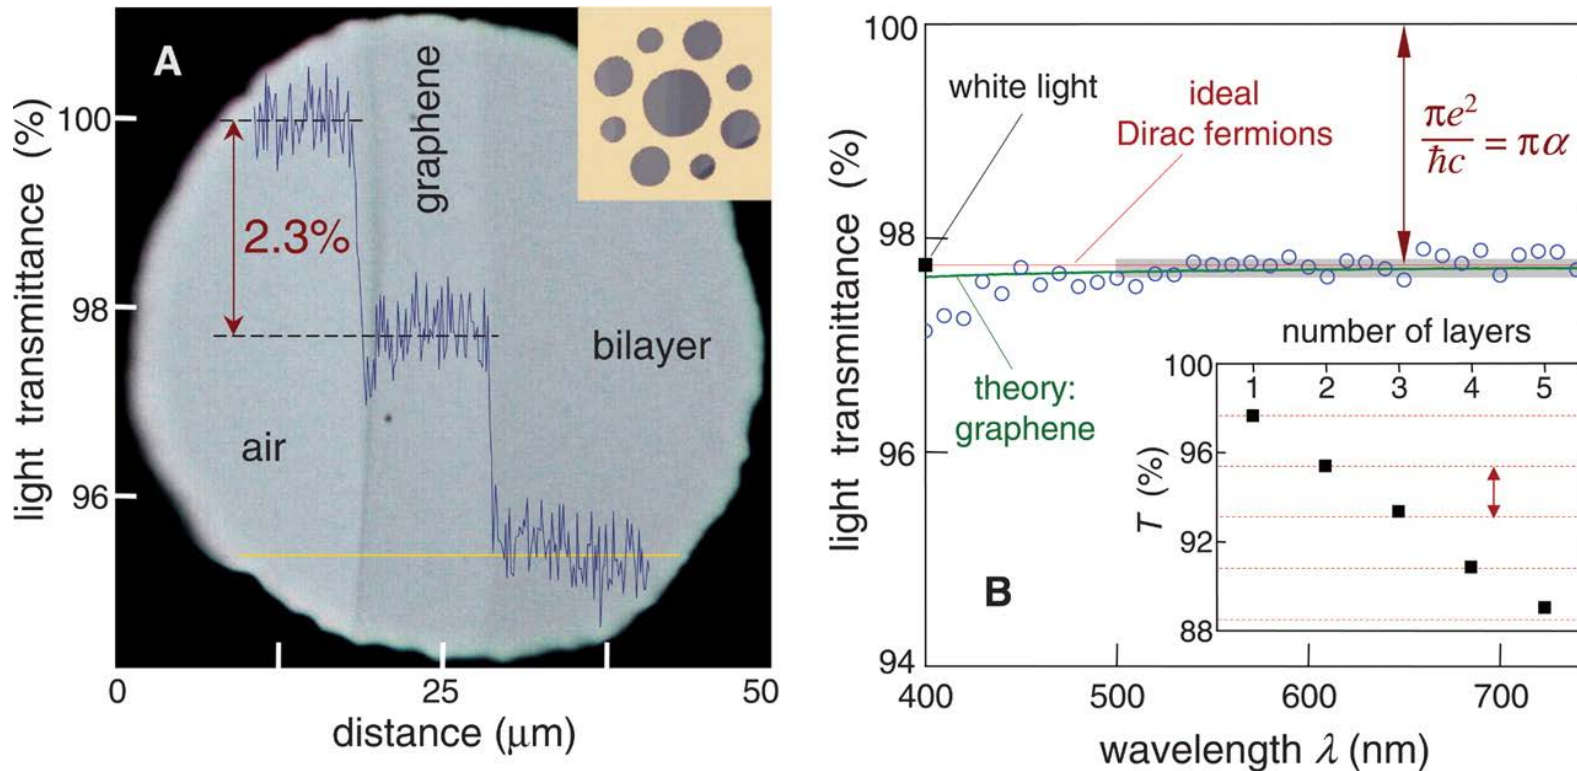 A
light transmittance (%)
100
98
96
2.3%
graphene
air
bilayer
0
25
50
distance (μm)
light transmittance (%)
100
98
96
94
white light
ideal
Dirac fermions
πe²/ħc = πα
theory:
graphene
B
number of layers
1 2 3 4 5
T (%)
100
96
92
88
400 500 600 700
wavelength λ (nm)